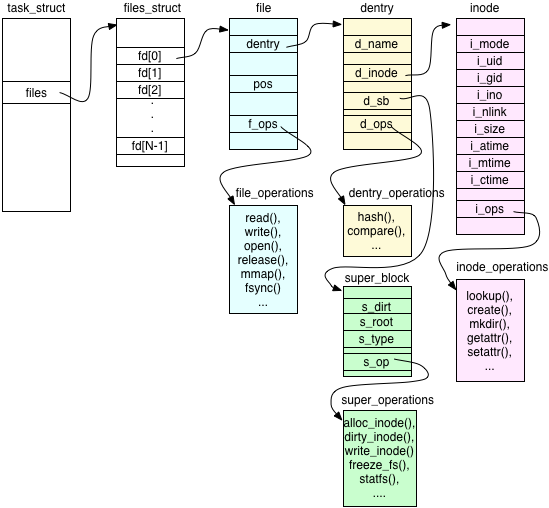 task_struct
files
files_struct
fd[0]
fd[1]
fd[2]
.
.
.
fd[N-1]
file
dentry
pos
f_ops
file_operations
read(),
write(),
open(),
release(),
mmap(),
fsync()
...
dentry
d_name
d_inode
d_sb
d_ops
dentry_operations
hash(),
compare(),
...
super_block
s_dirt
s_root
s_type
s_op
super_operations
alloc_inode(),
dirty_inode(),
write_inode()
freeze_fs(),
statfs(),
....
inode
i_mode
i_uid
i_gid
i_ino
i_nlink
i_size
i_atime
i_mtime
i_ctime
i_ops
inode_operations
lookup(),
create(),
mkdir(),
getattr(),
setattr(),
...